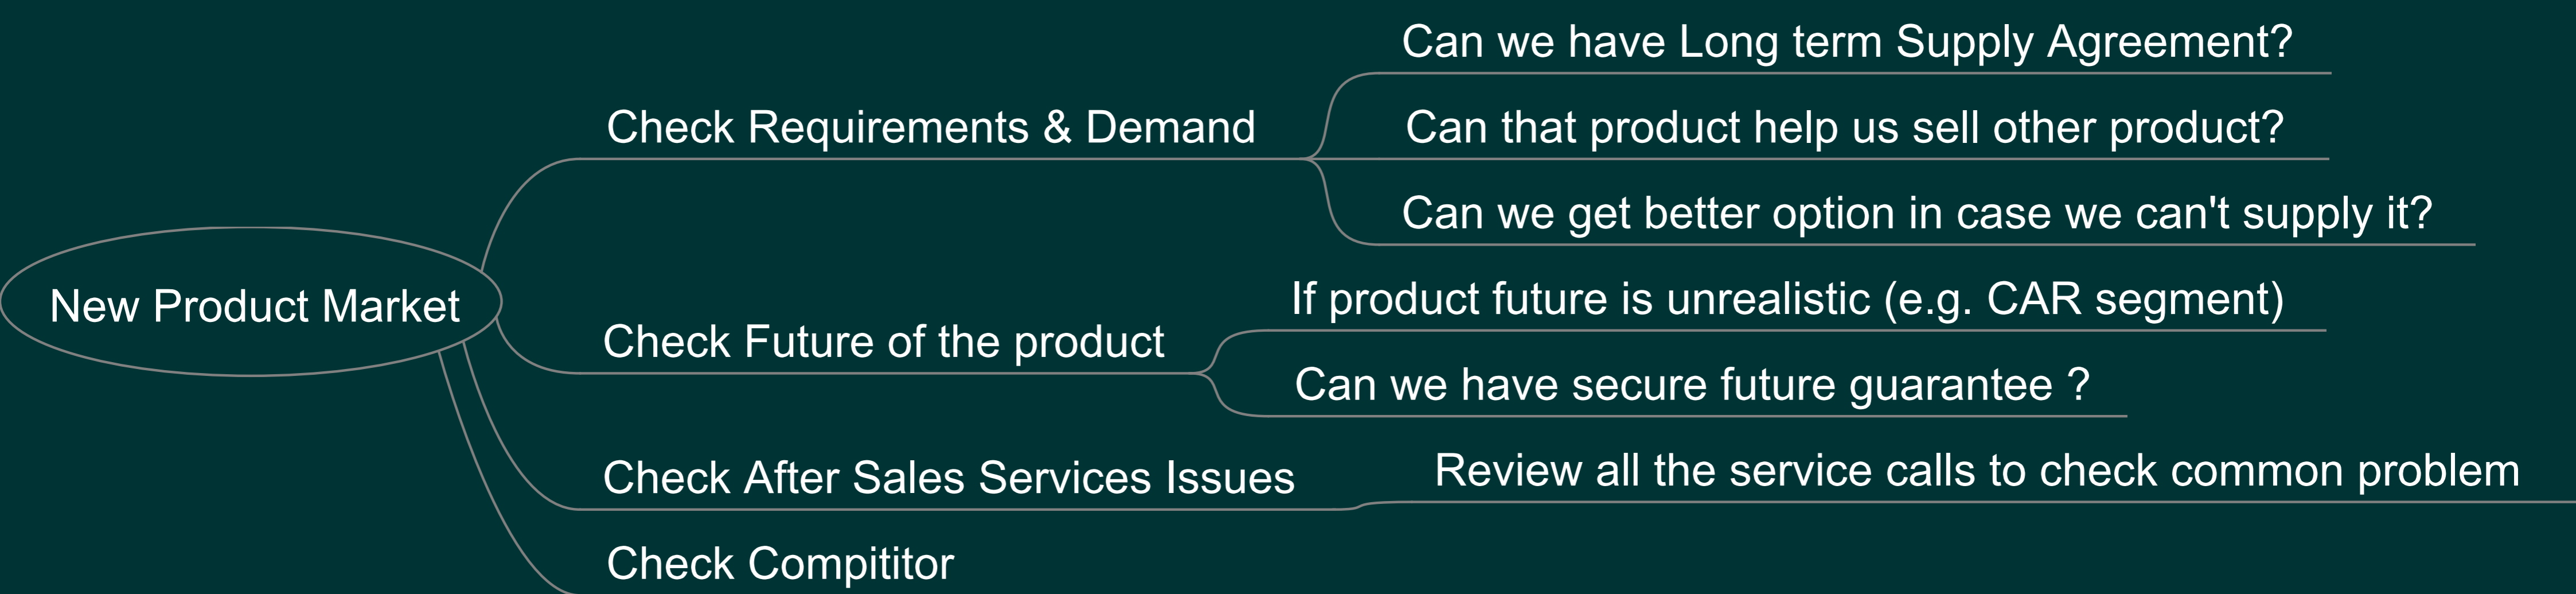 New Product Market
Check Requirements & Demand
Can we have Long term Supply Agreement?
Can that product help us sell other product?
Can we get better option in case we can't supply it?
Check Future of the product
If product future is unrealistic (e.g. CAR segment)
Can we have secure future guarantee ?
Check After Sales Services Issues
Review all the service calls to check common problem
Check Compititor